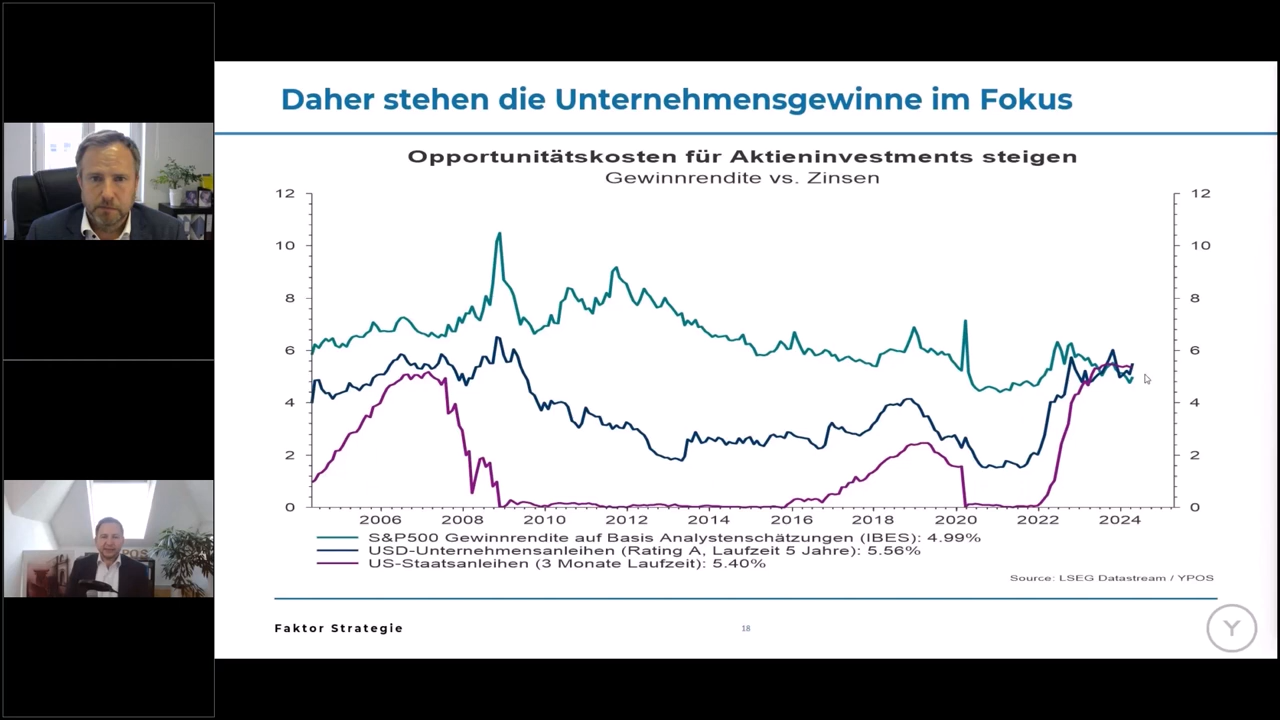 Daher stehen die Unternehmensgewinne im Fokus
Opportunitätskosten für Aktieninvestments steigen
Gewinnrendite vs. Zinsen
12 12
10 10
8 8
6 6
4 4
2 2
0 0
2006 2008 2010 2012 2014 2016 2018 2020 2022 2024
S&P500 Gewinnrendite auf Basis Analystenschätzungen (IBES): 4.99%
USD-Unternehmensanleihen (Rating A, Laufzeit 5 Jahre): 5.56%
US-Staatsanleihen (3 Monate Laufzeit): 5.40%
Source: LSEG Datastream / YPOS
Faktor Strategie
18
Y
POS